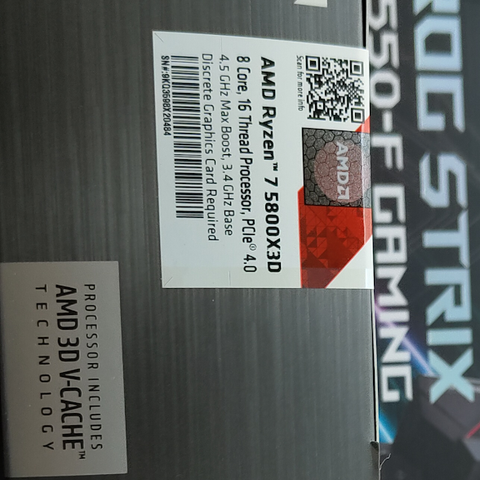 Scan for more info
AMD
AMD Ryzen™ 7 5800X3D
8 Core, 16 Thread Processor, PCIe® 4.0
4.5 GHz Max Boost, 3.4 GHz Base
Discrete Graphics Card Required
SN#:9KQ3698X20484
PROCESSOR INCLUDES
AMD 3D V-CACHE™
TECHNOLOGY
ROG STRIX
550-F GAMING